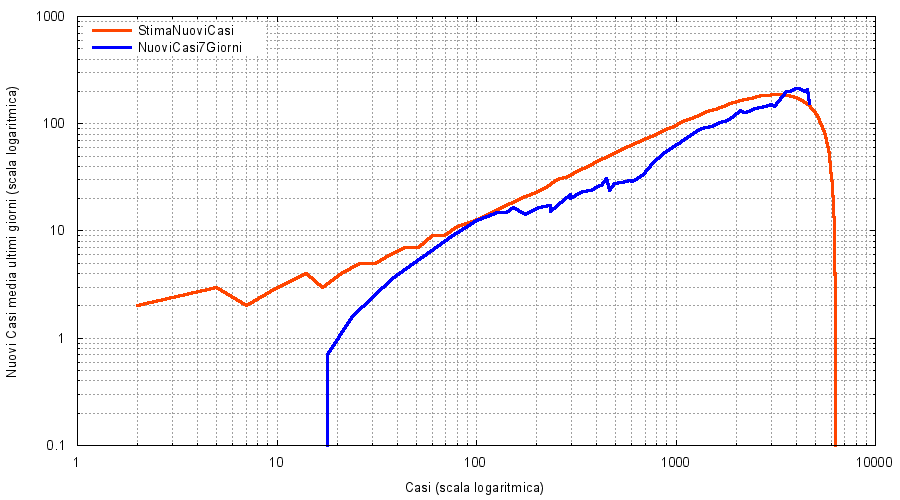 1000
StimaNuoviCasi
NuoviCasi7Giorni
100
10
1
0.1
Nuovi Casi media ultimi giorni (scala logaritmica)
1 10 100 1000 10000
Casi (scala logaritmica)